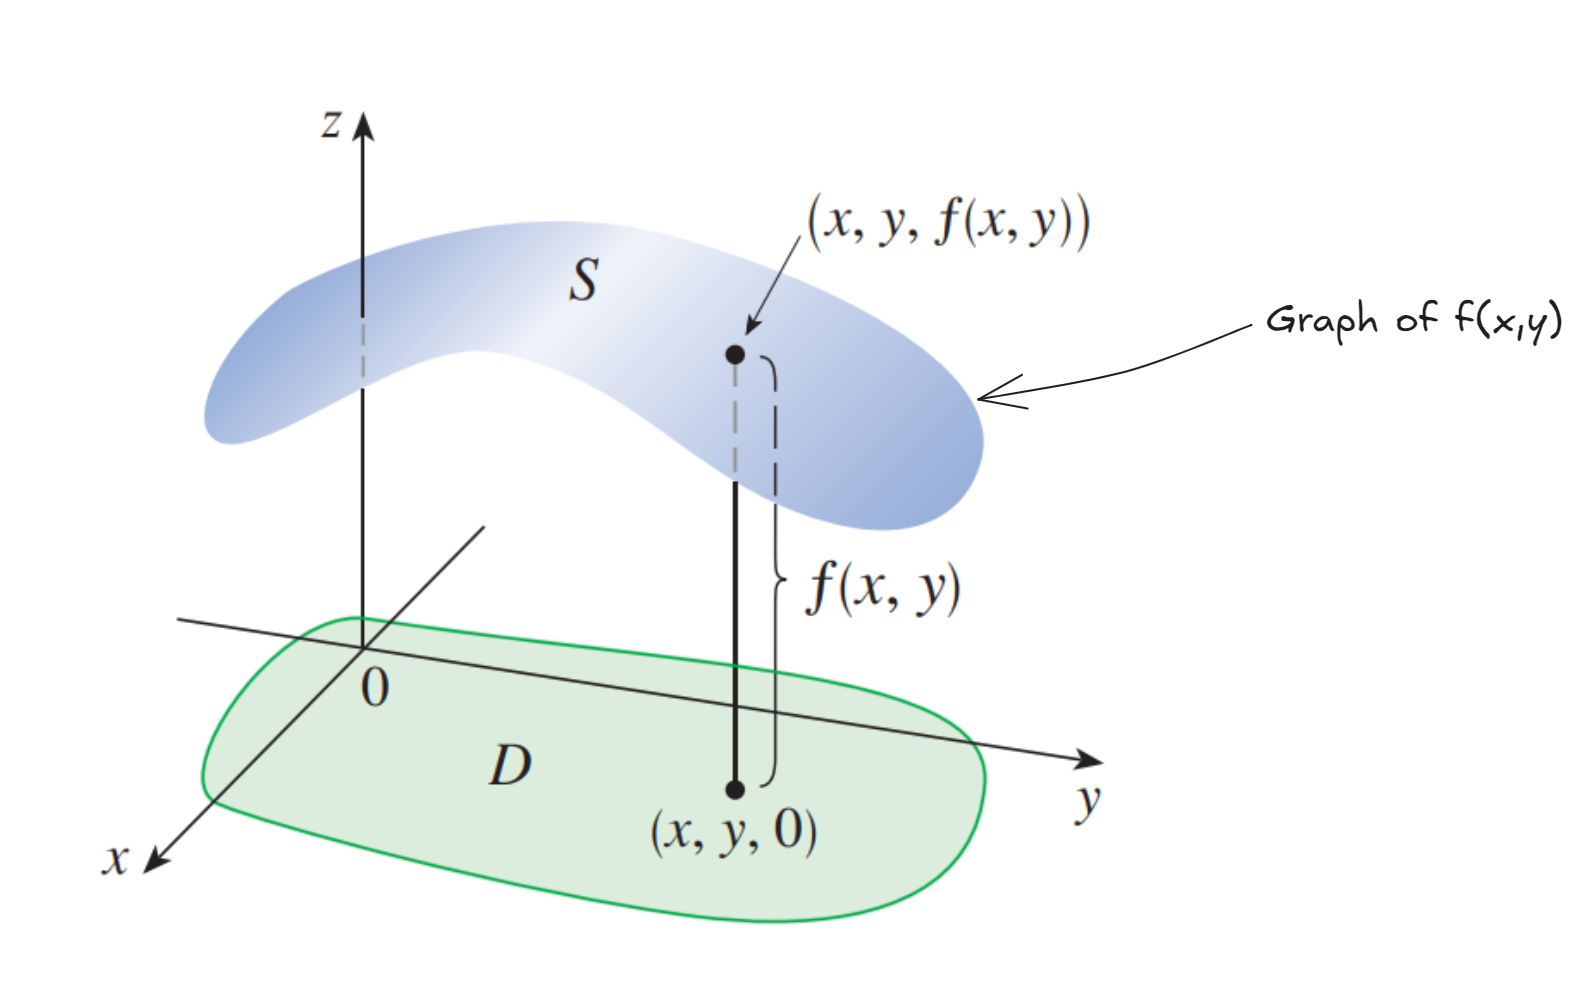 z
(x, y, f(x, y))
S
Graph of f(x,y)
f(x, y)
0
D
(x, y, 0)
y
x